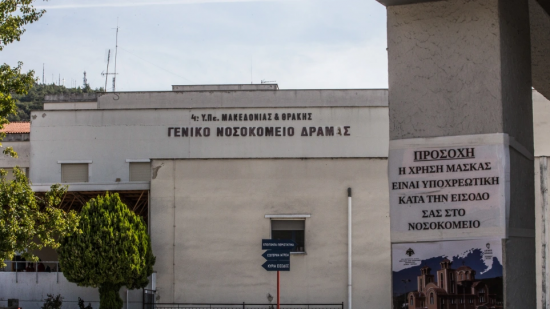 4η Υ.Πε. ΜΑΚΕΔΟΝΙΑΣ & ΘΡΑΚΗΣ
ΓΕΝΙΚΟ ΝΟΣΟΚΟΜΕΙΟ ΔΡΑΜΑΣ
ΠΡΟΣΟΧΗ
Η ΧΡΗΣΗ ΜΑΣΚΑΣ
ΕΙΝΑΙ ΥΠΟΧΡΕΩΤΙΚΗ
ΚΑΤΑ ΤΗΝ ΕΙΣΟΔΟ
ΣΑΣ ΣΤΟ
ΝΟΣΟΚΟΜΕΙΟ